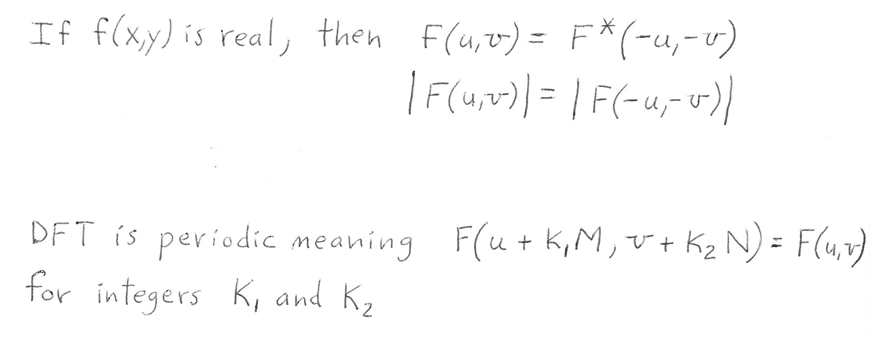 If f(x,y) is real, then F(u,v) = F*(-u,-v)
|F(u,v)| = |F(-u,-v)|
DFT is periodic meaning F(u + K₁M, v + K₂N) = F(u,v)
for integers K₁ and K₂